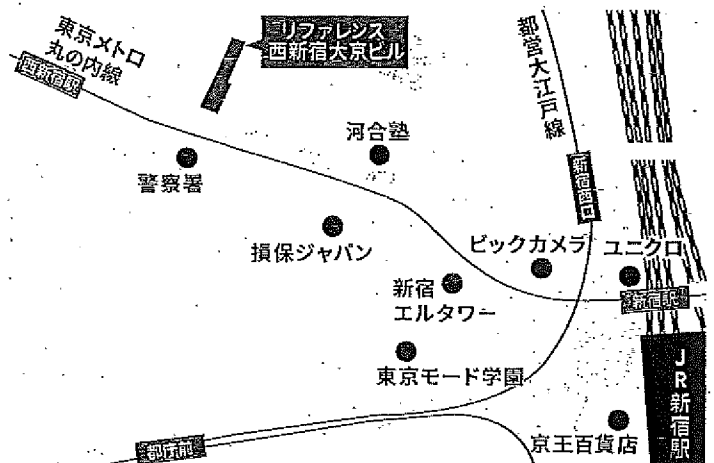 東京メトロ
丸の内線
西新宿駅
リファレンス
西新宿大京ビル
都営大江戸線
河合塾
警察署
新宿西口
損保ジャパン
ビックカメラ
ユニクロ
新宿
エルタワー
新宿駅
東京モード学園
JR新宿駅
京王百貨店
都庁前